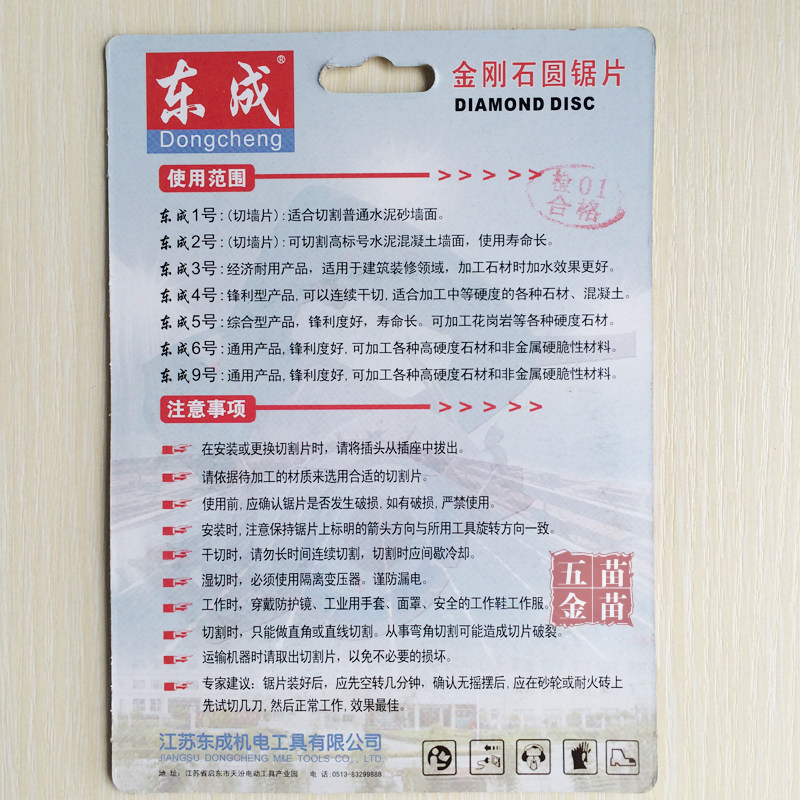 东成®
Dongcheng
金刚石圆锯片
DIAMOND DISC
使用范围 > > > > >
检01
合格
东成1号:(切墙片):适合切割普通水泥砂墙面。
东成2号:(切墙片):可切割高标号水泥混凝土墙面，使用寿命长。
东成3号:经济耐用产品，适用于建筑装修领域，加工石材时加水效果更好。
东成4号:锋利型产品,可以连续干切,适合加工中等硬度的各种石材、混凝土。
东成5号:综合型产品，锋利度好，寿命长。可加工花岗岩等各种硬度石材。
东成6号:通用产品,锋利度好,可加工各种高硬度石材和非金属硬脆性材料。
东成9号:通用产品,锋利度好,可加工各种高硬度石材和非金属硬脆性材料。
注意事项 > > > > >
在安装或更换切割片时，请将插头从插座中拔出。
请依据待加工的材质来选用合适的切割片。
使用前,应确认锯片是否发生破损,如有破损,严禁使用。
安装时,注意保持锯片上标明的箭头方向与所用工具旋转方向一致。
干切时，请勿长时间连续切割，切割时应间歇冷却。
湿切时，必须使用隔离变压器。谨防漏电。
工作时，穿戴防护镜、工业用手套、面罩、安全的工作鞋工作服。
切割时，只能做直角或直线切割。从事弯角切割可能造成切片破裂。
运输机器时请取出切割片，以免不必要的损坏。
专家建议：锯片装好后，应先空转几分钟，确认无摇摆后,应在砂轮或耐火砖上
先试切几刀,然后正常工作,效果最佳。
五苗
金苗
江苏东成机电工具有限公司
JIANGSU DONGCHENG M&E TOOLS CO., LTD.
地 址：江苏省启东市天汾电动工具产业园 电 话:0513-83299888